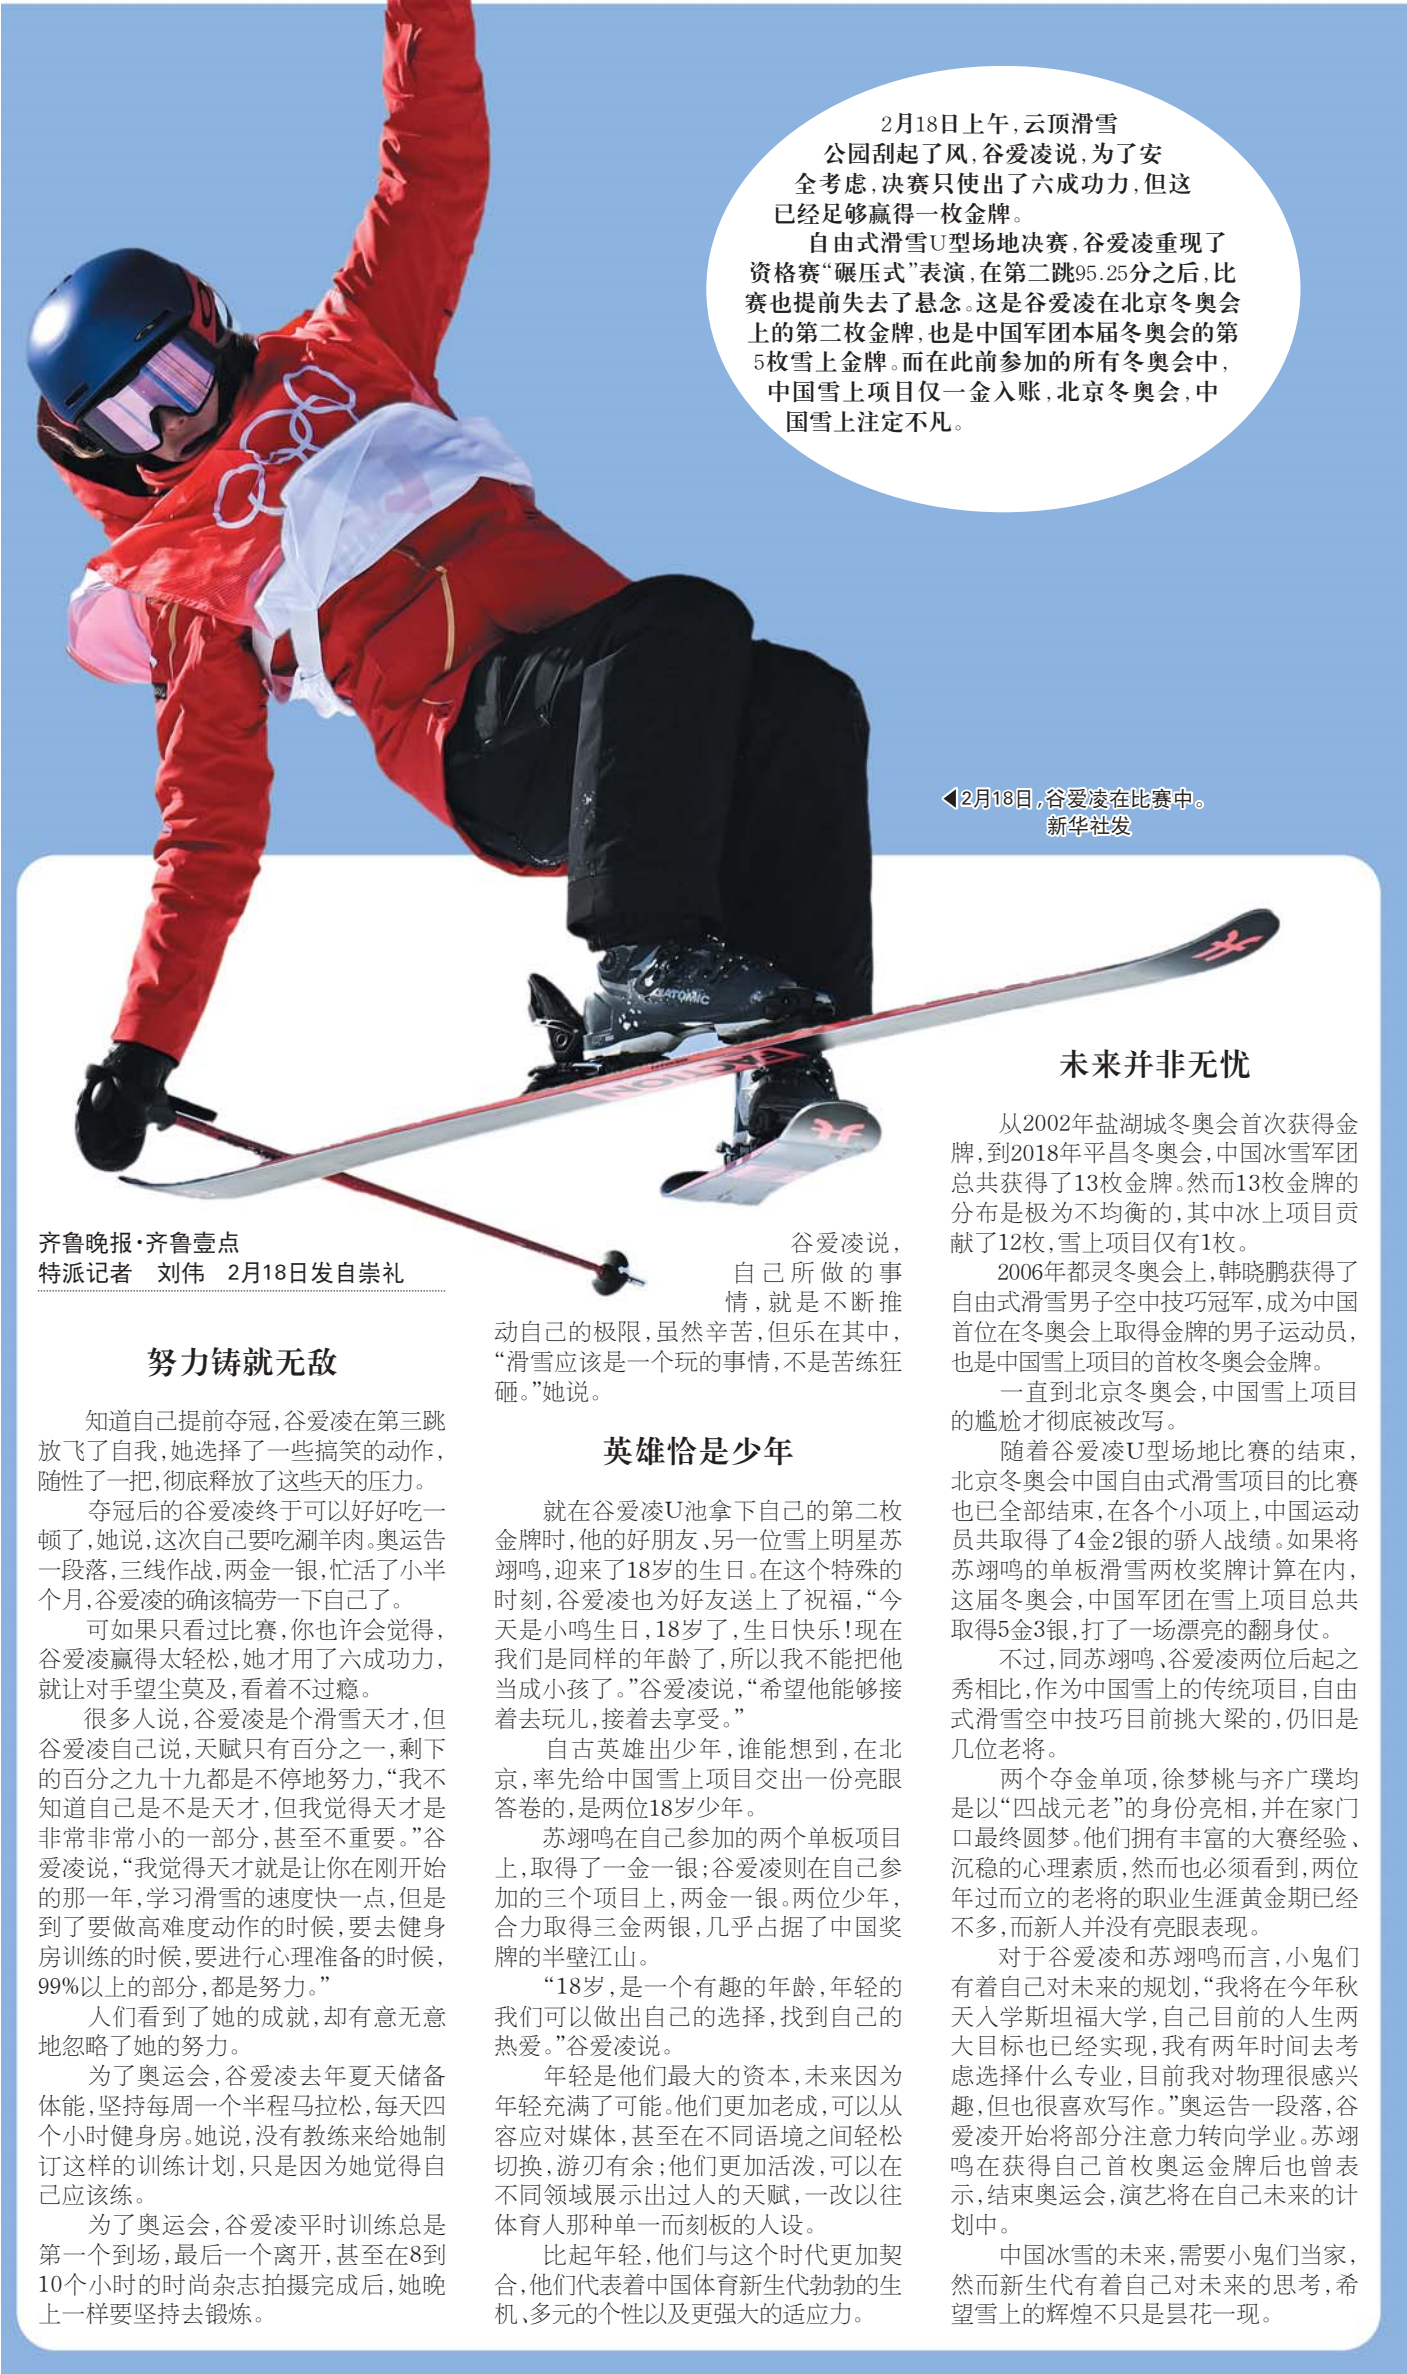 2月18日上午,云顶滑雪
公园刮起了风,谷爱凌说,为了安
全考虑,决赛只使出了六成功力,但这
已经足够赢得一枚金牌。
自由式滑雪U型场地决赛,谷爱凌重现了
资格赛“碾压式”表演,在第二跳95.25分之后,比
赛也提前失去了悬念。这是谷爱凌在北京冬奥会
上的第二枚金牌,也是中国军团本届冬奥会的第
5枚雪上金牌。而在此前参加的所有冬奥会中,
中国雪上项目仅一金入账,北京冬奥会,中
国雪上注定不凡。
◀2月18日,谷爱凌在比赛中。
新华社发
ATOMIC
FACTION
齐鲁晚报·齐鲁壹点
特派记者 刘伟 2月18日发自崇礼
努力铸就无敌
知道自己提前夺冠,谷爱凌在第三跳
放飞了自我,她选择了一些搞笑的动作,
随性了一把,彻底释放了这些天的压力。
夺冠后的谷爱凌终于可以好好吃一
顿了,她说,这次自己要吃涮羊肉。奥运告
一段落,三线作战,两金一银,忙活了小半
个月,谷爱凌的确该犒劳一下自己了。
可如果只看过比赛,你也许会觉得,
谷爱凌赢得太轻松,她才用了六成功力,
就让对手望尘莫及,看着不过瘾。
很多人说,谷爱凌是个滑雪天才,但
谷爱凌自己说,天赋只有百分之一,剩下
的百分之九十九都是不停地努力,“我不
知道自己是不是天才,但我觉得天才是
非常非常小的一部分,甚至不重要。”谷
爱凌说,“我觉得天才就是让你在刚开始
的那一年,学习滑雪的速度快一点,但是
到了要做高难度动作的时候,要去健身
房训练的时候,要进行心理准备的时候,
99%以上的部分,都是努力。”
人们看到了她的成就,却有意无意
地忽略了她的努力。
为了奥运会,谷爱凌去年夏天储备
体能,坚持每周一个半程马拉松,每天四
个小时健身房。她说,没有教练来给她制
订这样的训练计划,只是因为她觉得自
己应该练。
为了奥运会,谷爱凌平时训练总是
第一个到场,最后一个离开,甚至在8到
10个小时的时尚杂志拍摄完成后,她晚
上一样要坚持去锻炼。
谷爱凌说,
自己所做的事
情,就是不断推
动自己的极限,虽然辛苦,但乐在其中,
“滑雪应该是一个玩的事情,不是苦练狂
砸。”她说。
英雄恰是少年
就在谷爱凌U池拿下自己的第二枚
金牌时,他的好朋友、另一位雪上明星苏
翊鸣,迎来了18岁的生日。在这个特殊的
时刻,谷爱凌也为好友送上了祝福,“今
天是小鸣生日,18岁了,生日快乐!现在
我们是同样的年龄了,所以我不能把他
当成小孩了。”谷爱凌说,“希望他能够接
着去玩儿,接着去享受。”
自古英雄出少年,谁能想到,在北
京,率先给中国雪上项目交出一份亮眼
答卷的,是两位18岁少年。
苏翊鸣在自己参加的两个单板项目
上,取得了一金一银;谷爱凌则在自己参
加的三个项目上,两金一银。两位少年,
合力取得三金两银,几乎占据了中国奖
牌的半壁江山。
“18岁,是一个有趣的年龄,年轻的
我们可以做出自己的选择,找到自己的
热爱。”谷爱凌说。
年轻是他们最大的资本,未来因为
年轻充满了可能。他们更加老成,可以从
容应对媒体,甚至在不同语境之间轻松
切换,游刃有余;他们更加活泼,可以在
不同领域展示出过人的天赋,一改以往
体育人那种单一而刻板的人设。
比起年轻,他们与这个时代更加契
合,他们代表着中国体育新生代勃勃的生
机、多元的个性以及更强大的适应力。
未来并非无忧
从2002年盐湖城冬奥会首次获得金
牌,到2018年平昌冬奥会,中国冰雪军团
总共获得了13枚金牌。然而13枚金牌的
分布是极为不均衡的,其中冰上项目贡
献了12枚,雪上项目仅有1枚。
2006年都灵冬奥会上,韩晓鹏获得了
自由式滑雪男子空中技巧冠军,成为中国
首位在冬奥会上取得金牌的男子运动员,
也是中国雪上项目的首枚冬奥会金牌。
一直到北京冬奥会,中国雪上项目
的尴尬才彻底被改写。
随着谷爱凌U型场地比赛的结束,
北京冬奥会中国自由式滑雪项目的比赛
也已全部结束,在各个小项上,中国运动
员共取得了4金2银的骄人战绩。如果将
苏翊鸣的单板滑雪两枚奖牌计算在内,
这届冬奥会,中国军团在雪上项目总共
取得5金3银,打了一场漂亮的翻身仗。
不过,同苏翊鸣、谷爱凌两位后起之
秀相比,作为中国雪上的传统项目,自由
式滑雪空中技巧目前挑大梁的,仍旧是
几位老将。
两个夺金单项,徐梦桃与齐广璞均
是以“四战元老”的身份亮相,并在家门
口最终圆梦。他们拥有丰富的大赛经验、
沉稳的心理素质,然而也必须看到,两位
年过而立的老将的职业生涯黄金期已经
不多,而新人并没有亮眼表现。
对于谷爱凌和苏翊鸣而言,小鬼们
有着自己对未来的规划,“我将在今年秋
天入学斯坦福大学,自己目前的人生两
大目标也已经实现,我有两年时间去考
虑选择什么专业,目前我对物理很感兴
趣,但也很喜欢写作。”奥运告一段落,谷
爱凌开始将部分注意力转向学业。苏翊
鸣在获得自己首枚奥运金牌后也曾表
示,结束奥运会,演艺将在自己未来的计
划中。
中国冰雪的未来,需要小鬼们当家,
然而新生代有着自己对未来的思考,希
望雪上的辉煌不只是昙花一现。